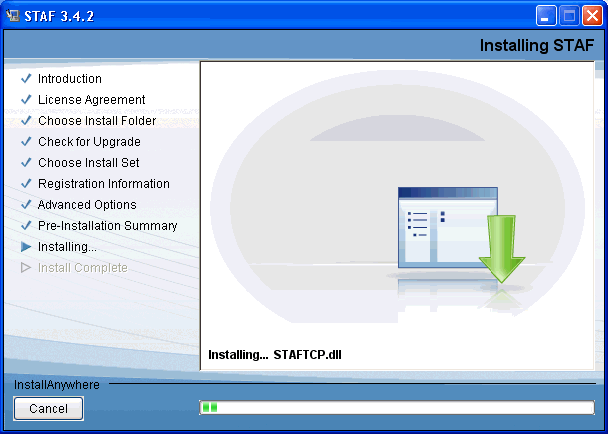 STAF 3.4.2
Installing STAF
Introduction
License Agreement
Choose Install Folder
Check for Upgrade
Choose Install Set
Registration Information
Advanced Options
Pre-Installation Summary
Installing...
Install Complete
Installing... STAFTCP.dll
InstallAnywhere
Cancel